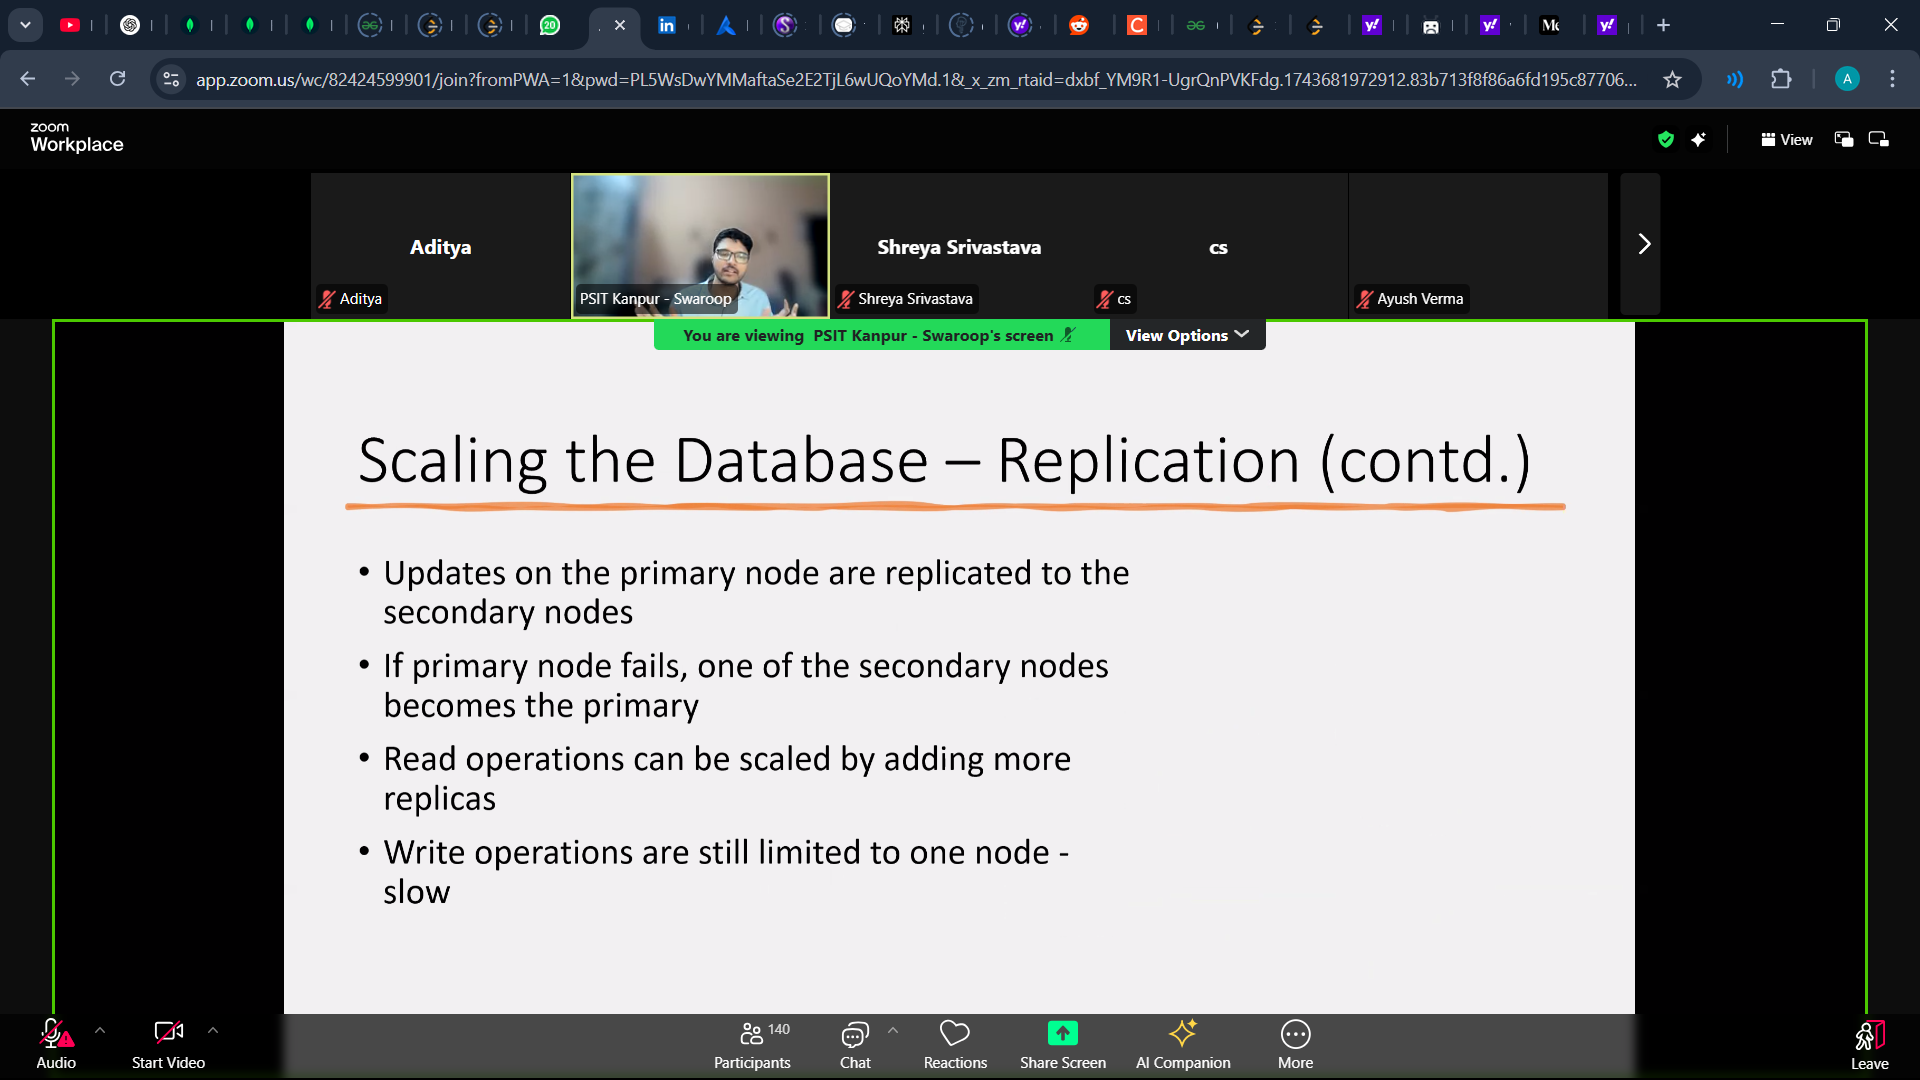 20
app.zoom.us/wc/82424599901/join?fromPWA=1&pwd=PL5WsDwYMMaftaSe2E2TjL6wUQoYMd.1&_x_zm_rtaid=dxbf_YM9R1-UgrQnPVKFdg.1743681972912.83b713f8f86a6fd195c87706...
A
zoom
Workplace
View
Aditya
Shreya Srivastava
cs
Aditya
PSIT Kanpur - Swaroop
Shreya Srivastava
cs
Ayush Verma
You are viewing PSIT Kanpur - Swaroop's screen
View Options
Scaling the Database – Replication (contd.)
• Updates on the primary node are replicated to the
secondary nodes
• If primary node fails, one of the secondary nodes
becomes the primary
• Read operations can be scaled by adding more
replicas
• Write operations are still limited to one node -
slow
Audio
Start Video
140
Participants
Chat
Reactions
Share Screen
AI Companion
More
Leave